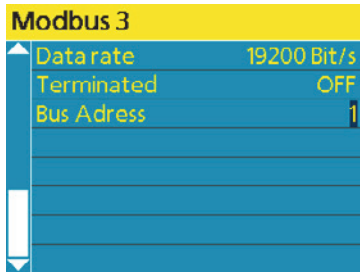 Modbus 3
Data rate 19200 Bit/s
Terminated OFF
Bus Adress 1